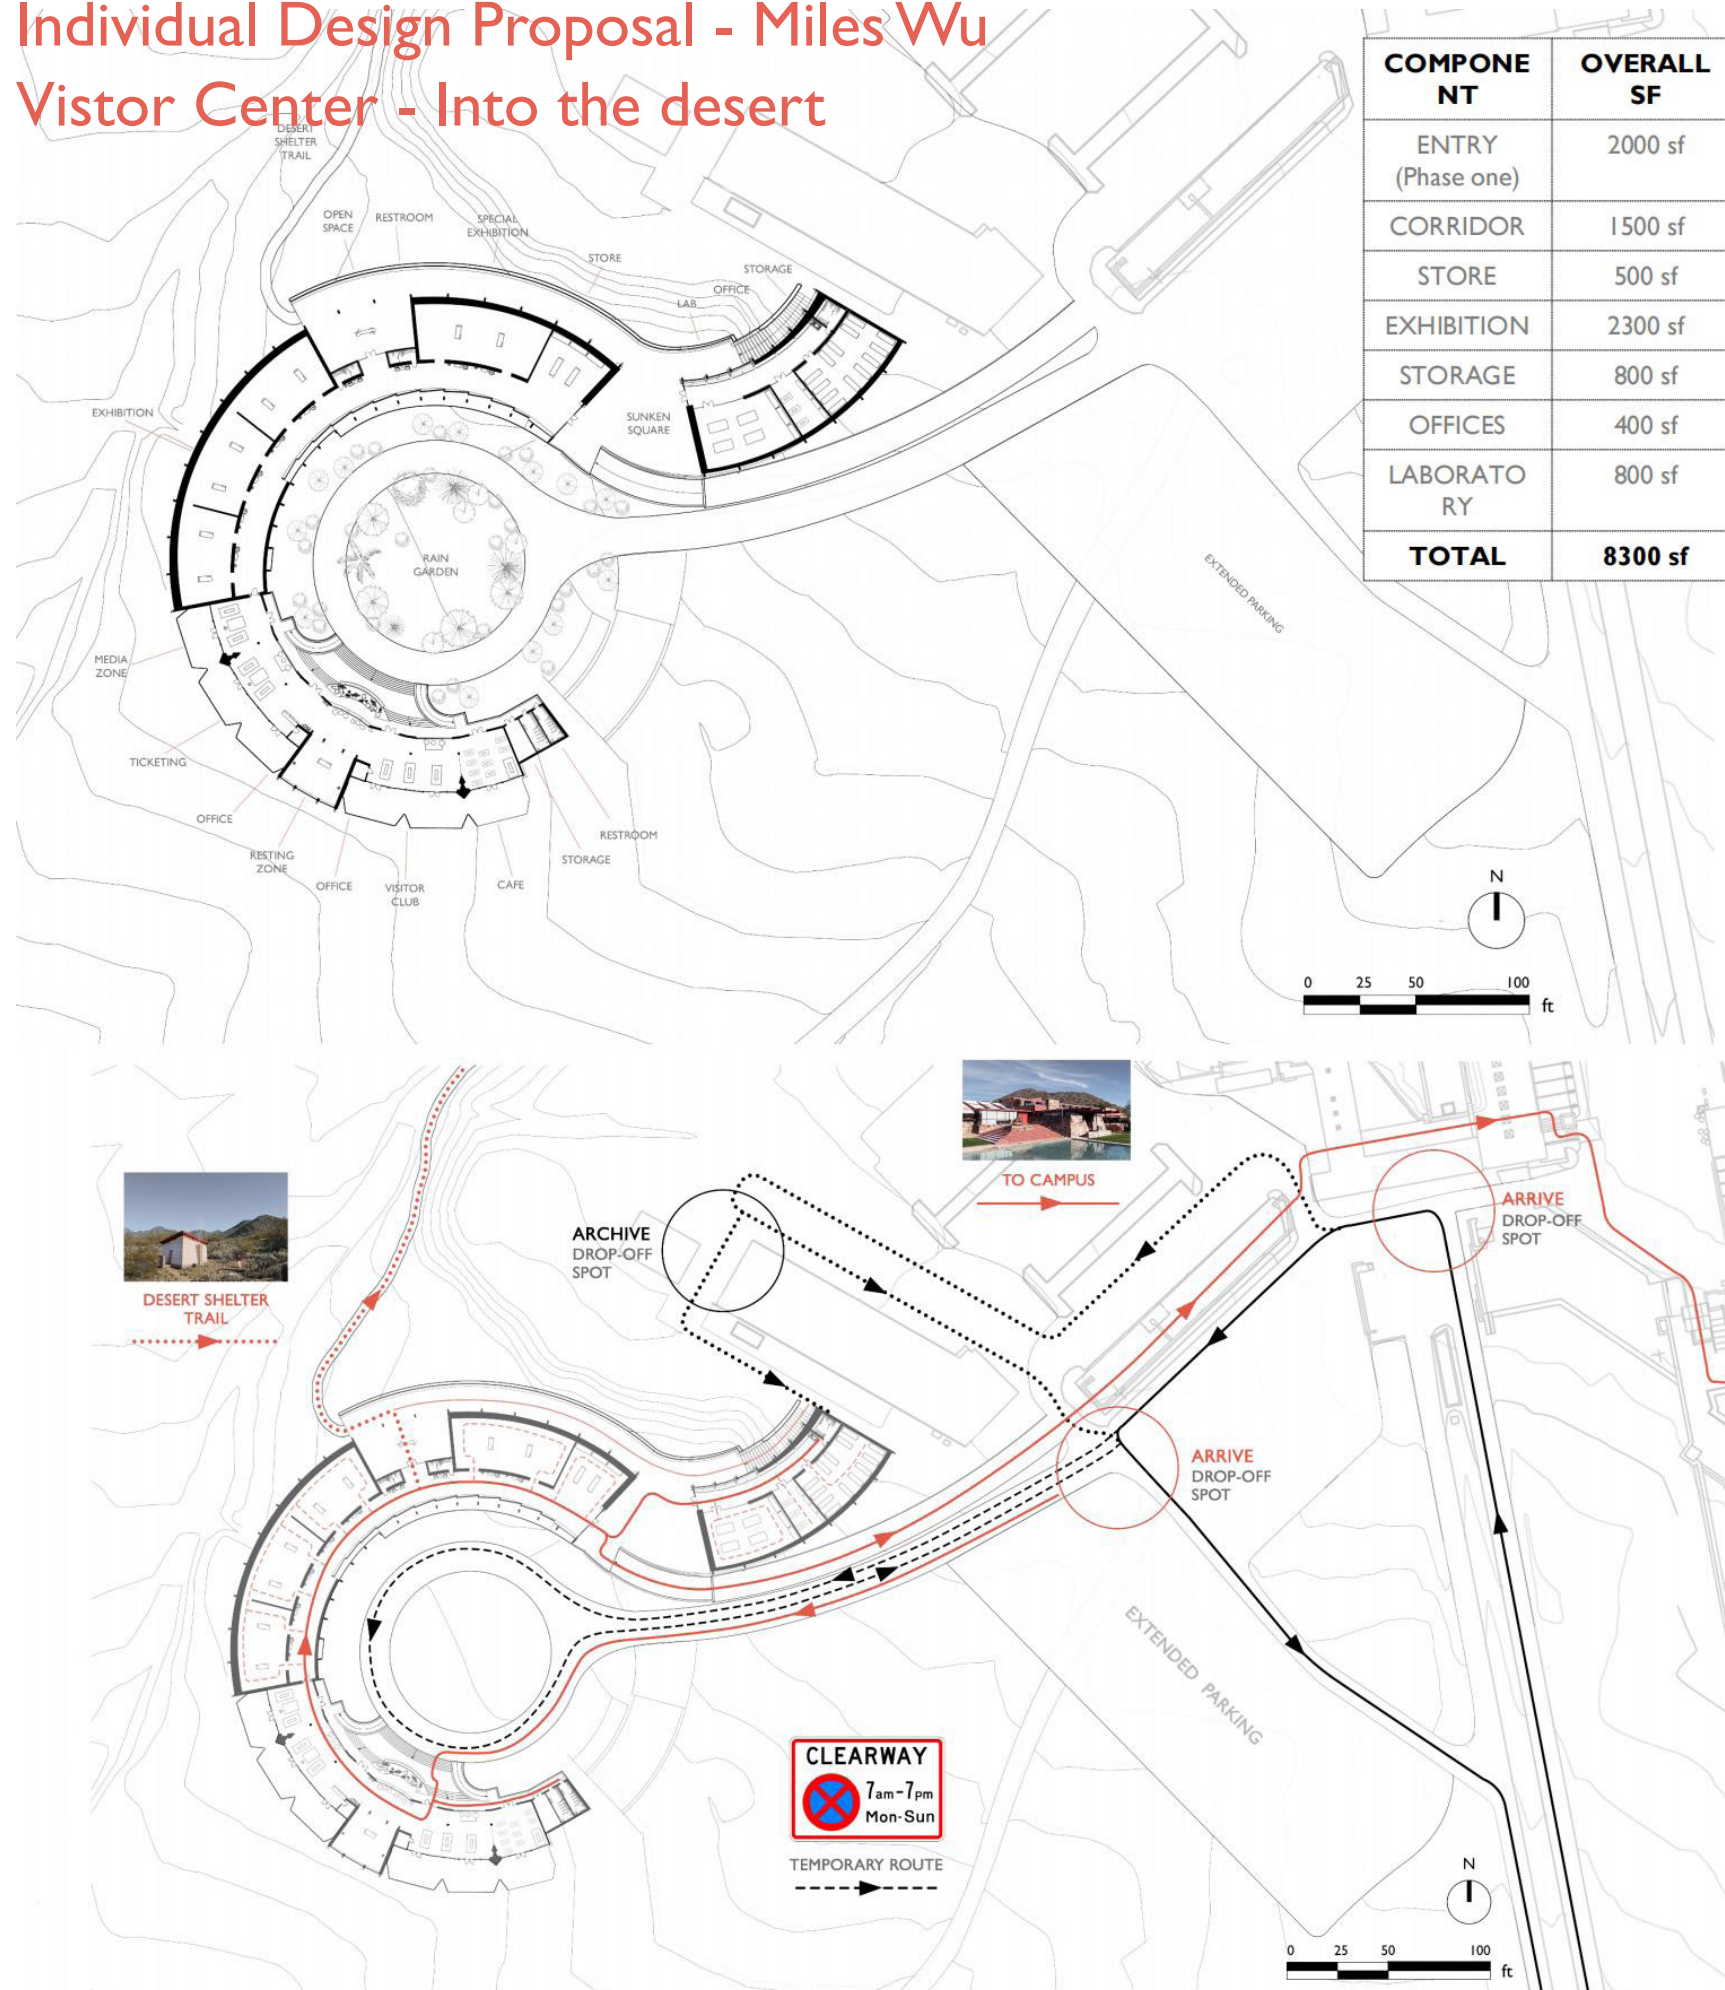 Individual Design Proposal - Miles Wu
Vistor Center - Into the desert
COMPONE
NT
OVERALL
SF
ENTRY
(Phase one)
2000 sf
CORRIDOR
1500 sf
STORE
500 sf
EXHIBITION
2300 sf
STORAGE
800 sf
OFFICES
400 sf
LABORATO
RY
800 sf
TOTAL
8300 sf
DESERT
SHELTER
TRAIL
OPEN
SPACE
RESTROOM
SPECIAL
EXHIBITION
STORE
STORAGE
OFFICE
LAB
EXHIBITION
SUNKEN
SQUARE
RAIN
GARDEN
EXTENDED PARKING
MEDIA
ZONE
TICKETING
OFFICE
RESTING
ZONE
OFFICE
VISITOR
CLUB
CAFE
STORAGE
RESTROOM
N
0 25 50 100
ft
TO CAMPUS
ARRIVE
DROP-OFF
SPOT
ARCHIVE
DROP-OFF
SPOT
DESERT SHELTER
TRAIL
ARRIVE
DROP-OFF
SPOT
EXTENDED PARKING
CLEARWAY
7am-7pm
Mon-Sun
TEMPORARY ROUTE
N
0 25 50 100
ft